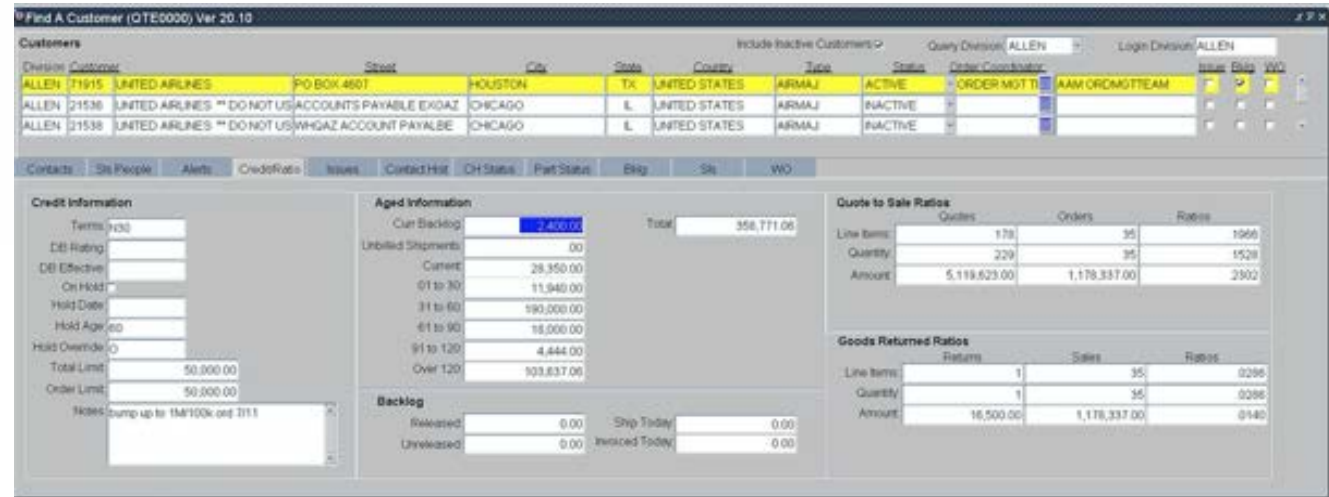 Find A Customer (QTE0000) Ver 20.10
Customers Include Inactive Customers Query Division ALLEN Login Division ALLEN
Division Customer Street City State Country Type Status Order Coordinator Issue Bklg WO
ALLEN 71915 UNITED AIRLINES PO BOX 4607 HOUSTON TX UNITED STATES AIRMAJ ACTIVE ORDER MGT TE AAM ORDMGTTEAM
ALLEN 21536 UNITED AIRLINES ** DO NOT US ACCOUNTS PAYABLE EXOAZ CHICAGO IL UNITED STATES AIRMAJ INACTIVE
ALLEN 21538 UNITED AIRLINES ** DO NOT US WHQAZ ACCOUNT PAYALBE CHICAGO IL UNITED STATES AIRMAJ INACTIVE
Contacts Sls People Alerts Credit/Ratio Issues Contact Hist CH Status Part Status Bklg Sls WO
Credit Information Aged Information Quote to Sale Ratios
Terms N30 Curr Backlog 2,400.00 Total 358,771.06 Quotes Orders Ratios
DB Rating Unbilled Shipments .00 Line Items 178 35 .1966
DB Effective Current 28,350.00 Quantity 229 35 .1528
On Hold 01 to 30 11,940.00 Amount 5,119,623.00 1,178,337.00 .2302
Hold Date 31 to 60 190,000.00
Hold Age 60 61 to 90 18,000.00
Hold Override O 91 to 120 4,444.00 Goods Returned Ratios
Total Limit 50,000.00 Over 120 103,637.06 Returns Sales Ratios
Order Limit 50,000.00 Line Items 1 35 .0286
Notes bump up to 1M/100k ord 7/11 Backlog Quantity 1 35 .0286
Released 0.00 Ship Today 0.00 Amount 16,500.00 1,178,337.00 .0140
Unreleased 0.00 Invoiced Today 0.00